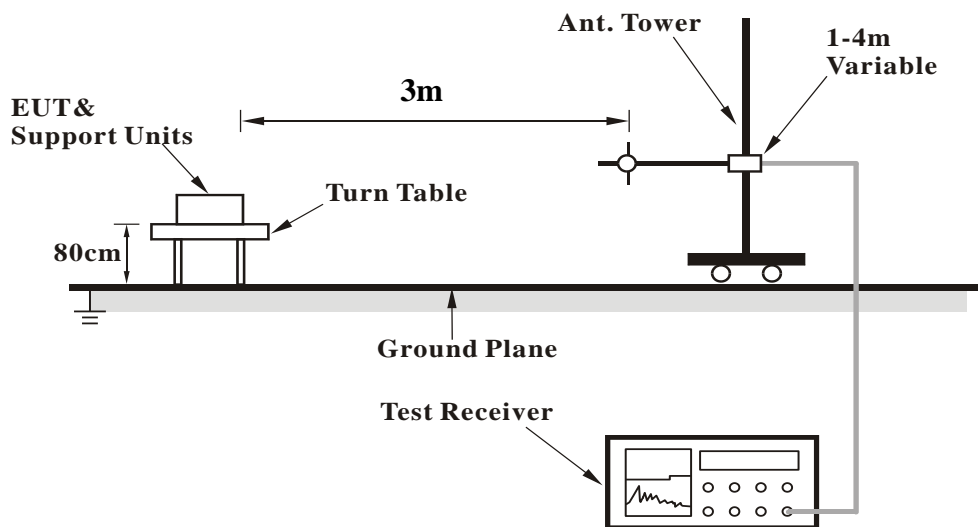 Ant. Tower
1-4m
Variable
3m
EUT&
Support Units
Turn Table
80cm
Ground Plane
Test Receiver